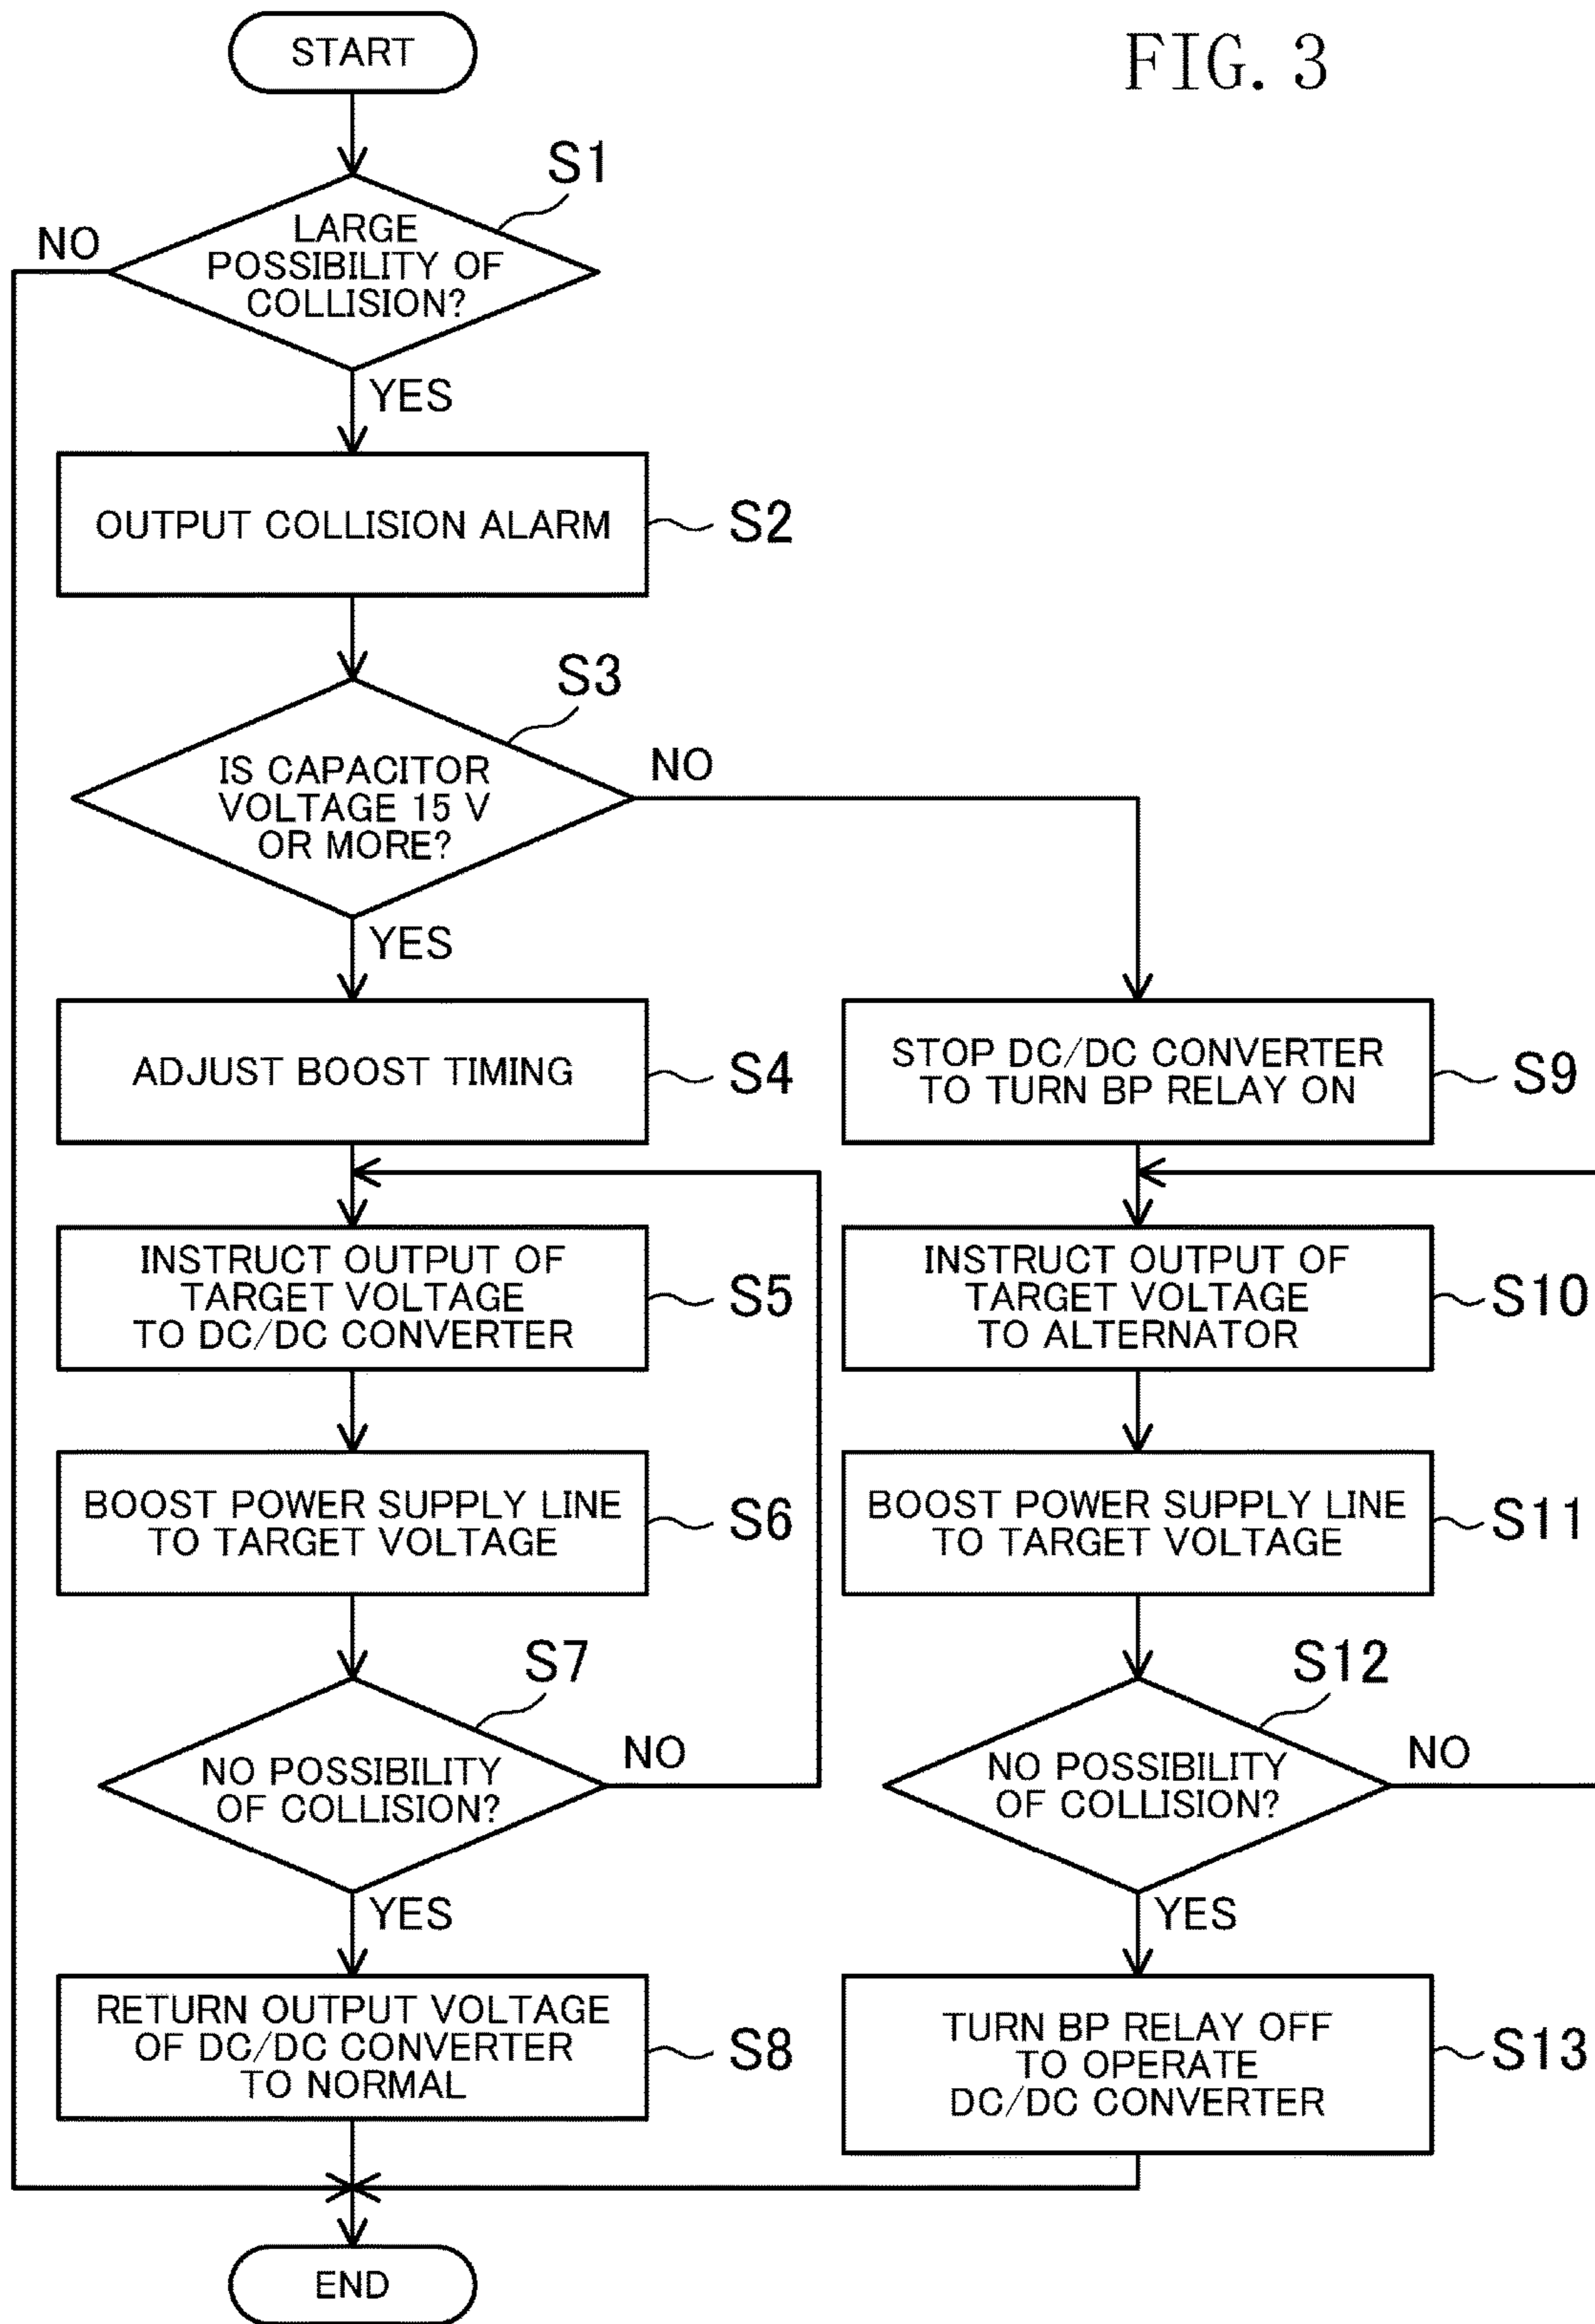 FIG. 3
START
S1
NO
LARGE
POSSIBILITY OF
COLLISION?
YES
OUTPUT COLLISION ALARM
S2
S3
IS CAPACITOR
VOLTAGE 15 V
OR MORE?
NO
YES
ADJUST BOOST TIMING
S4
STOP DC/DC CONVERTER
TO TURN BP RELAY ON
S9
INSTRUCT OUTPUT OF
TARGET VOLTAGE
TO DC/DC CONVERTER
S5
INSTRUCT OUTPUT OF
TARGET VOLTAGE
TO ALTERNATOR
S10
BOOST POWER SUPPLY LINE
TO TARGET VOLTAGE
S6
BOOST POWER SUPPLY LINE
TO TARGET VOLTAGE
S11
S7
NO POSSIBILITY
OF COLLISION?
NO
YES
S12
NO POSSIBILITY
OF COLLISION?
NO
YES
RETURN OUTPUT VOLTAGE
OF DC/DC CONVERTER
TO NORMAL
S8
TURN BP RELAY OFF
TO OPERATE
DC/DC CONVERTER
S13
END